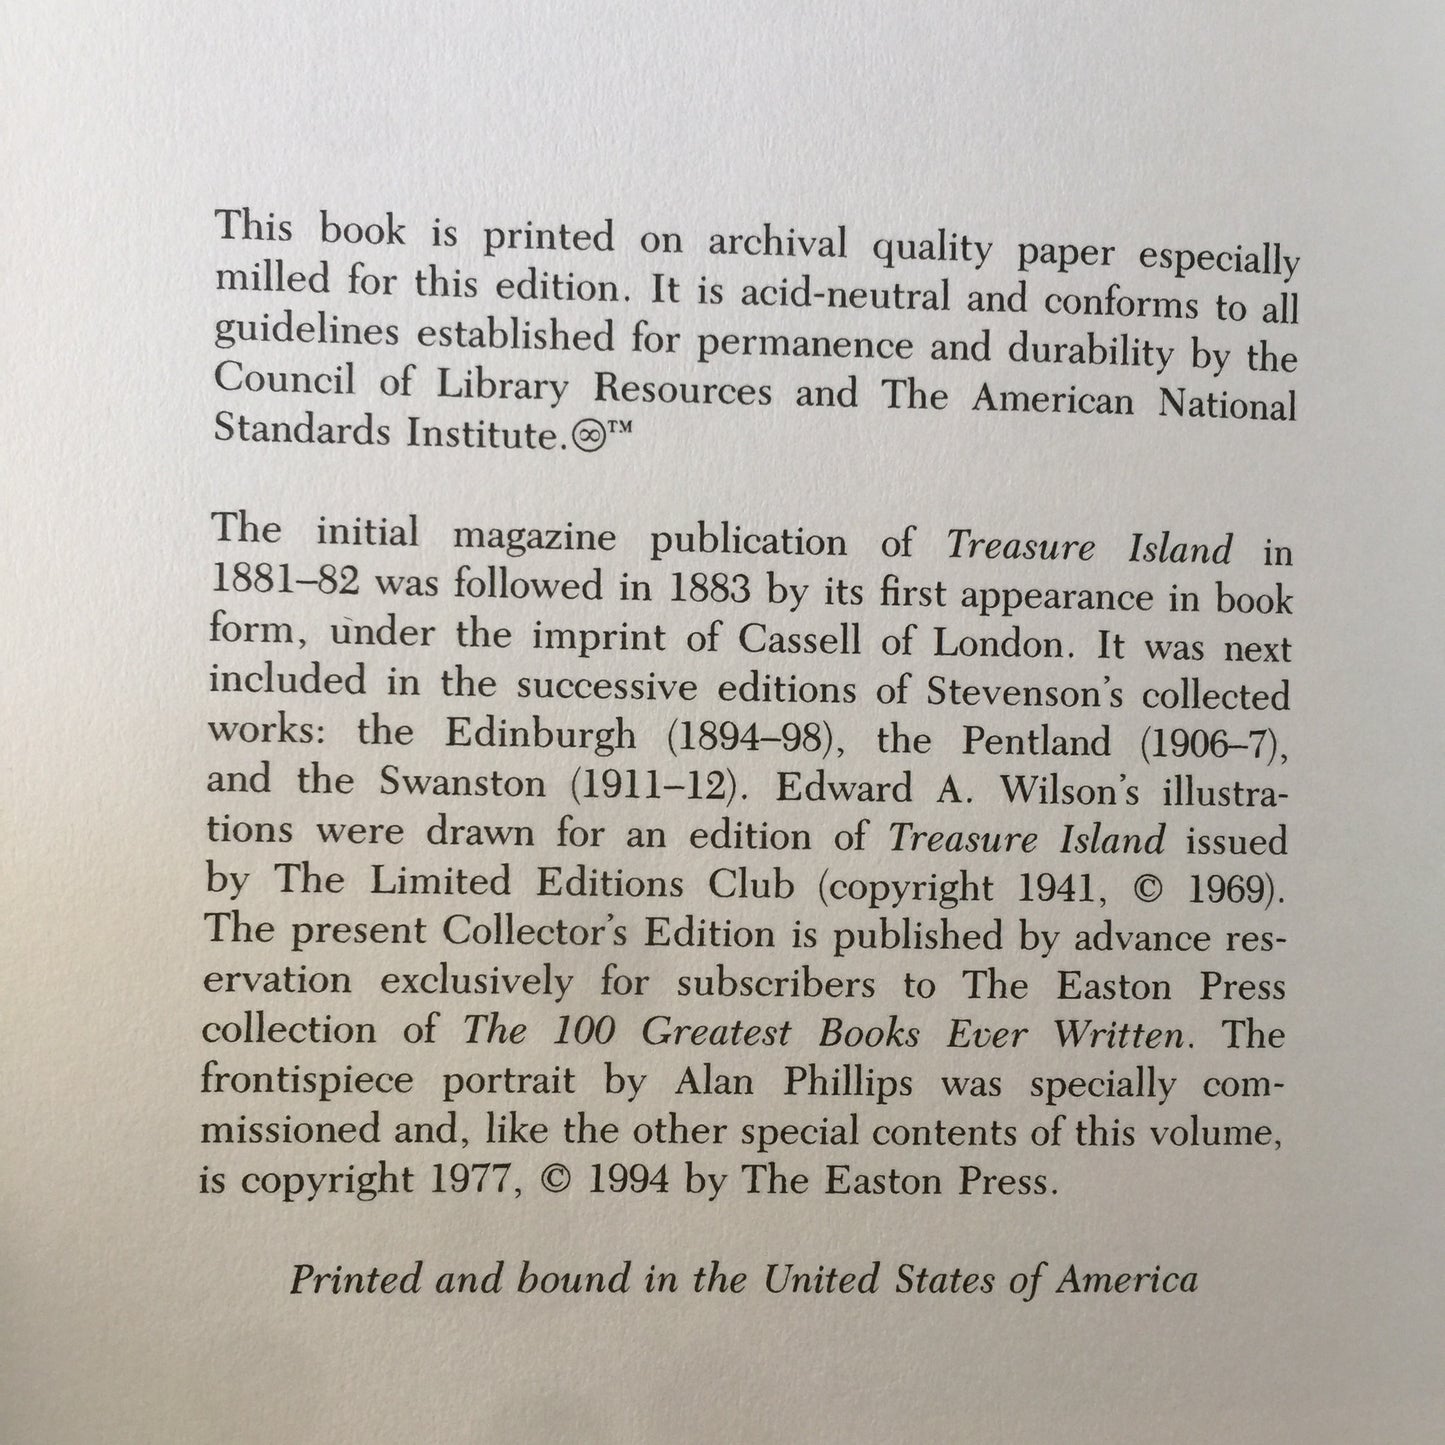 This book is printed on archival quality paper especially
milled for this edition. It is acid-neutral and conforms to all
guidelines established for permanence and durability by the
Council of Library Resources and The American National
Standards Institute.♾™
The initial magazine publication of Treasure Island in
1881–82 was followed in 1883 by its first appearance in book
form, under the imprint of Cassell of London. It was next
included in the successive editions of Stevenson's collected
works: the Edinburgh (1894–98), the Pentland (1906–7),
and the Swanston (1911–12). Edward A. Wilson's illustra-
tions were drawn for an edition of Treasure Island issued
by The Limited Editions Club (copyright 1941, © 1969).
The present Collector's Edition is published by advance res-
ervation exclusively for subscribers to The Easton Press
collection of The 100 Greatest Books Ever Written. The
frontispiece portrait by Alan Phillips was specially com-
missioned and, like the other special contents of this volume,
is copyright 1977, © 1994 by The Easton Press.
Printed and bound in the United States of America